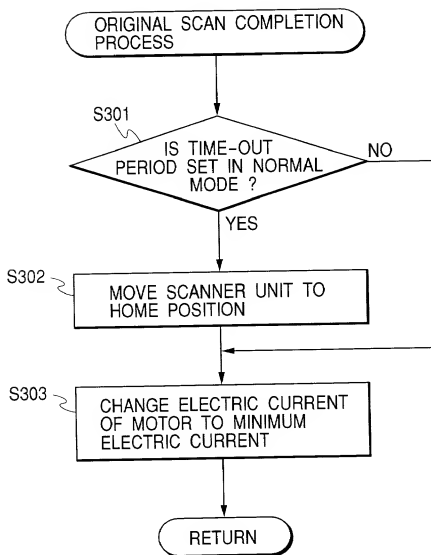 ORIGINAL SCAN COMPLETION
PROCESS
S301
IS TIME-OUT
PERIOD SET IN NORMAL
MODE ?
NO
YES
S302
MOVE SCANNER UNIT TO
HOME POSITION
S303
CHANGE ELECTRIC CURRENT
OF MOTOR TO MINIMUM
ELECTRIC CURRENT
RETURN